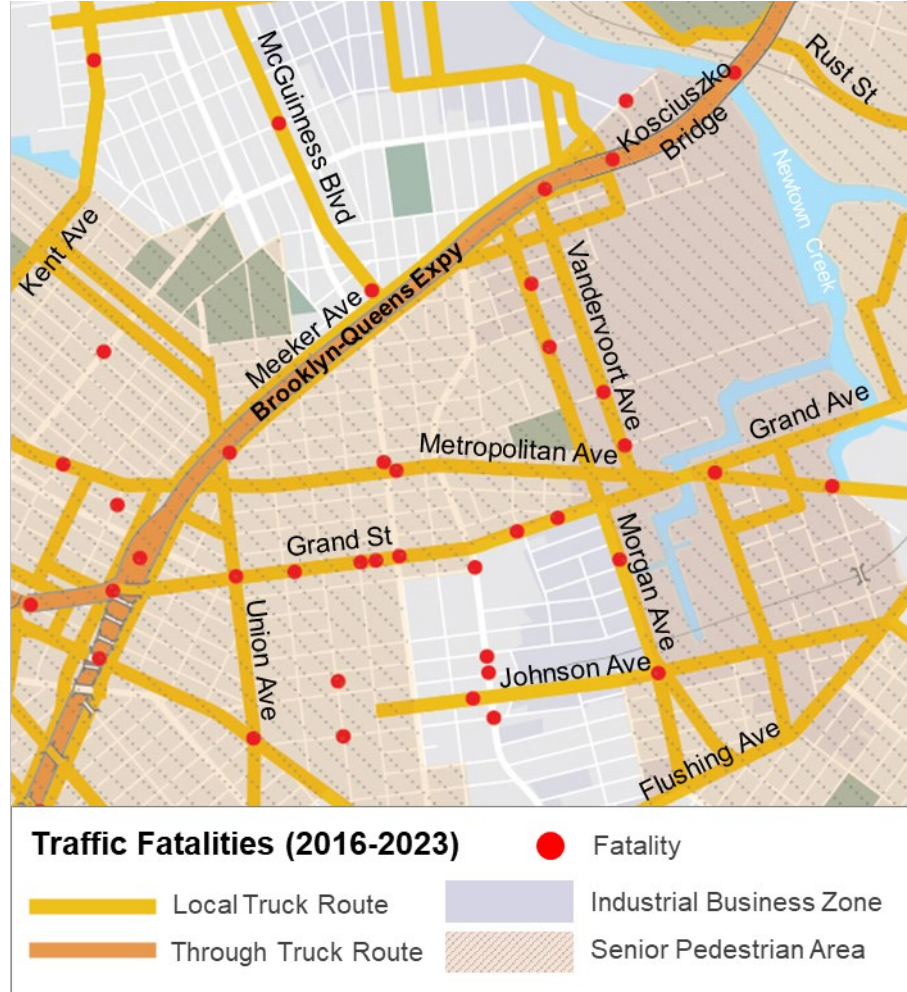 McGuinness Blvd
Rust St
Kosciuszko
Bridge
Newtown Creek
Kent Ave
Vandervoort Ave
Meeker Ave
Brooklyn-Queens Expy
Grand Ave
Metropolitan Ave
Grand St
Morgan Ave
Union Ave
Johnson Ave
Flushing Ave
Traffic Fatalities (2016-2023)
Fatality
Local Truck Route
Industrial Business Zone
Through Truck Route
Senior Pedestrian Area